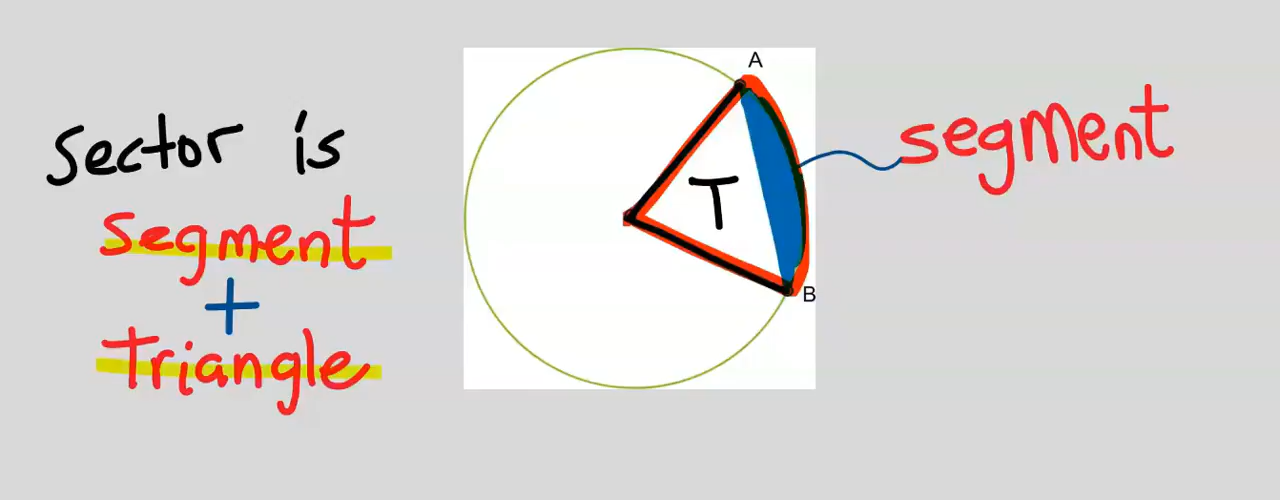 Sector is
segment
+
Triangle
A
T
B
segment